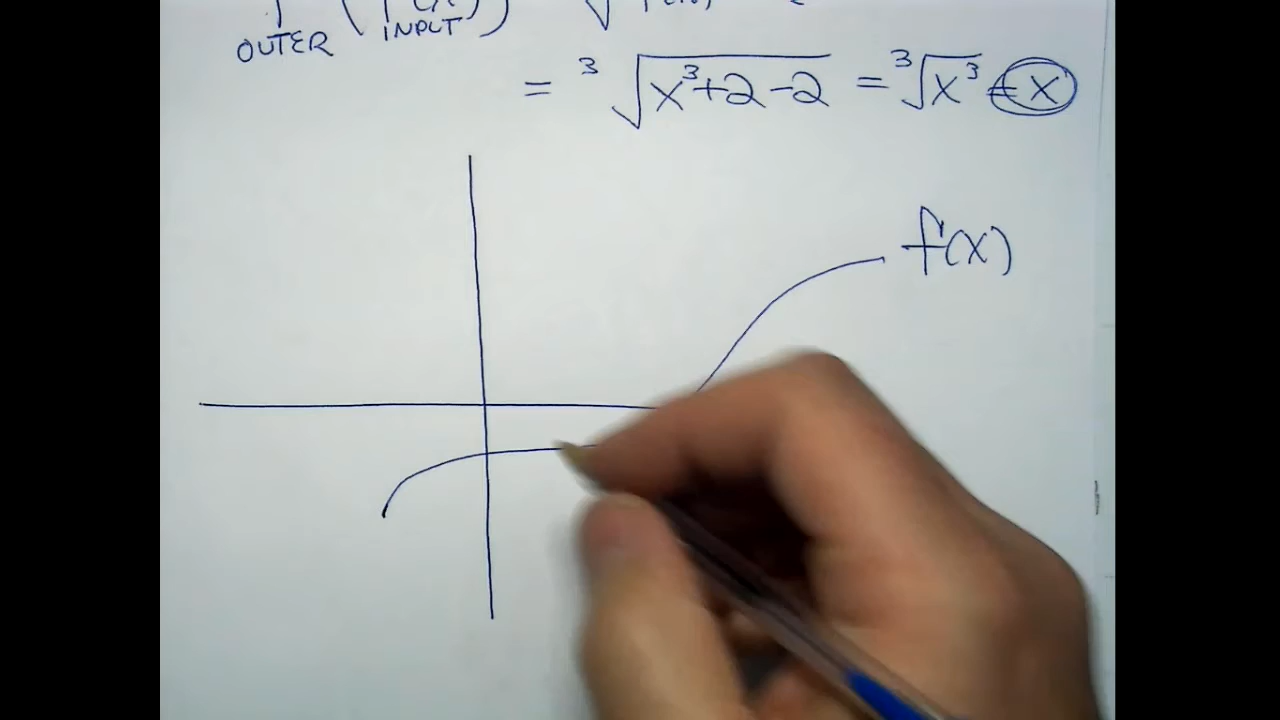 OUTER (INPUT)
= ³√x³+2-2 = ³√x³ = x
f(x)